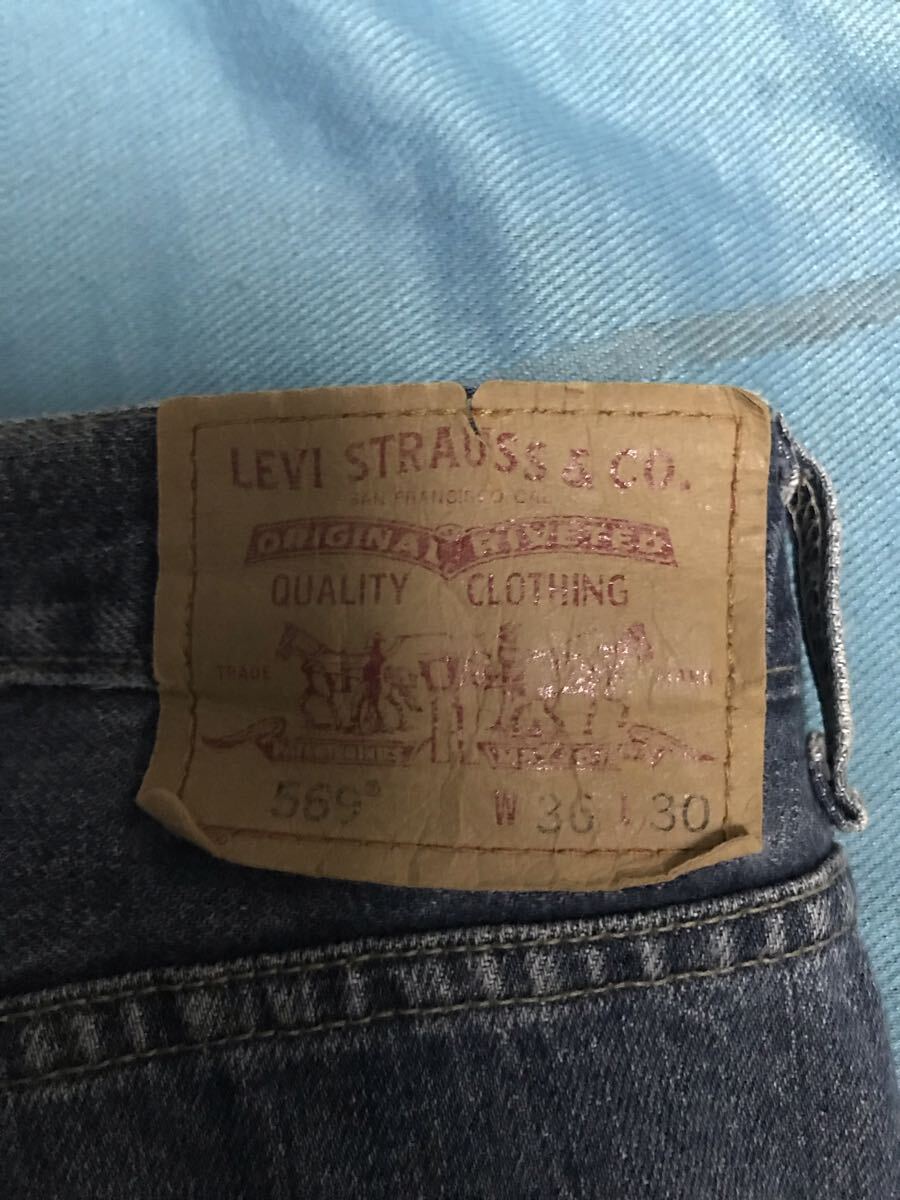 LEVI STRAUSS & CO.
SAN FRANCISCO, CAL
ORIGINAL® RIVETED
QUALITY CLOTHING
TRADE MARK
569® W 36 L 30